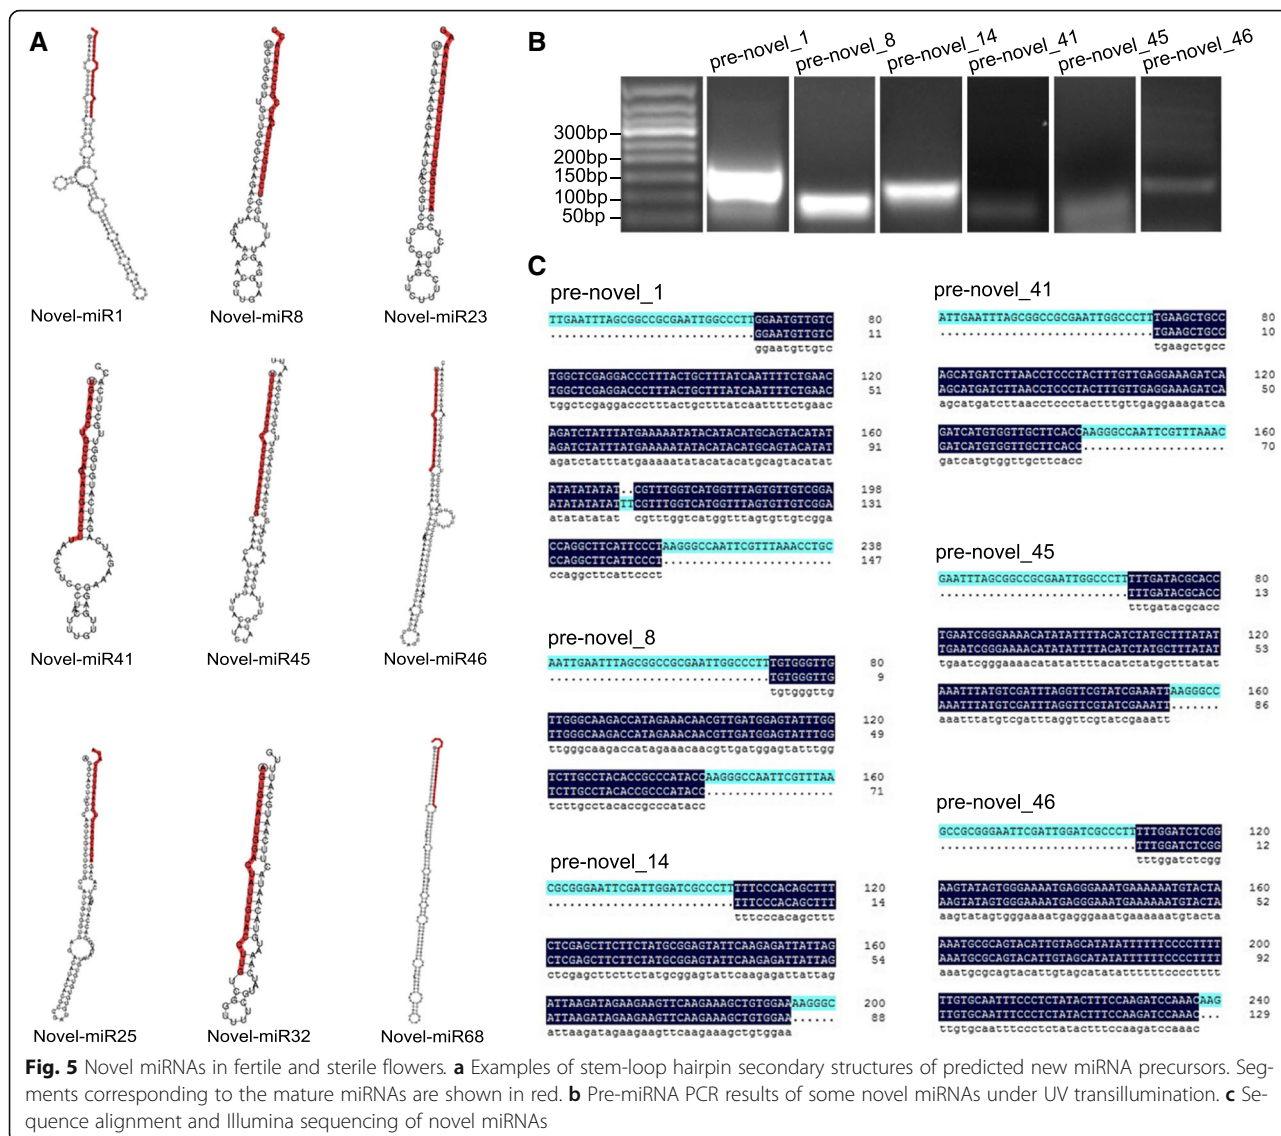 A
Novel-miR1
Novel-miR8
Novel-miR23
Novel-miR41
Novel-miR45
Novel-miR46
Novel-miR25
Novel-miR32
Novel-miR68
B
pre-novel_1
pre-novel_8
pre-novel_14
pre-novel_41
pre-novel_45
pre-novel_46
300bp
200bp
150bp
100bp
50bp
C
pre-novel_1
TTGAATTTAGCGGCCGCGAATTGGCCCTTGGAATGTTGTC 80
.............................GGAATGTTGTC 11
ggaatgttgtc
TGGCTCGAGGACCCTTTACTGCTTTATCAATTTTCTGAAC 120
TGGCTCGAGGACCCTTTACTGCTTTATCAATTTTCTGAAC 51
tggctcgaggaccctttactgctttatcaattttctgaac
AGATCTATTTATGAAAAATATACATACATGCAGTACATAT 160
AGATCTATTTATGAAAAATATACATACATGCAGTACATAT 91
agatctatttatgaaaaatatacatacatgcagtacatat
ATATATATAT..CGTTTGGTCATGGTTTAGTGTTGTCGGA 198
ATATATATATTTCGTTTGGTCATGGTTTAGTGTTGTCGGA 131
atatatatat cgtttggtcatggtttagtgttgtcgga
CCAGGCTTCATTCCCTAAGGGCCAATTCGTTTAAACCTGC 238
CCAGGCTTCATTCCCT........................ 147
ccaggcttcattccct
pre-novel_8
AATTGAATTTAGCGGCCGCGAATTGGCCCTTTGTGGGTTG 80
...............................TGTGGGTTG 9
tgtgggttg
TTGGGCAAGACCATAGAAACAACGTTGATGGAGTATTTGG 120
TTGGGCAAGACCATAGAAACAACGTTGATGGAGTATTTGG 49
ttgggcaagaccatagaaacaacgttgatggagtatttgg
TCTTGCCTACACCGCCCATACCAAGGGCCAATTCGTTTAA 160
TCTTGCCTACACCGCCCATACC.................. 71
tcttgcctacaccgcccatacc
pre-novel_14
CGCGGGAATTCGATTGGATCGCCCTTTTTCCCACAGCTTT 120
..........................TTTCCCACAGCTTT 14
tttcccacagcttt
CTCGAGCTTCTTCTATGCGGAGTATTCAAGAGATTATTAG 160
CTCGAGCTTCTTCTATGCGGAGTATTCAAGAGATTATTAG 54
ctcgagcttcttctatgcggagtattcaagagattattag
ATTAAGATAGAAGAAGTTCAAGAAAGCTGTGGAAAAGGGC 200
ATTAAGATAGAAGAAGTTCAAGAAAGCTGTGGAA...... 88
attaagatagaagaagttcaagaaagctgtggaa
pre-novel_41
ATTGAATTTAGCGGCCGCGAATTGGCCCTTTGAAGCTGCC 80
..............................TGAAGCTGCC 10
tgaagctgcc
AGCATGATCTTAACCTCCCTACTTTGTTGAGGAAAGATCA 120
AGCATGATCTTAACCTCCCTACTTTGTTGAGGAAAGATCA 50
agcatgatcttaacctccctactttgttgaggaaagatca
GATCATGTGGTTGCTTCACCAAGGGCCAATTCGTTTAAAC 160
GATCATGTGGTTGCTTCACC.................... 70
gatcatgtggttgcttcacc
pre-novel_45
GAATTTAGCGGCCGCGAATTGGCCCTTTTTGATACGCACC 80
...........................TTTGATACGCACC 13
tttgatacgcacc
TGAATCGGGAAAACATATATTTTACATCTATGCTTTATAT 120
TGAATCGGGAAAACATATATTTTACATCTATGCTTTATAT 53
tgaatcgggaaaacatatattttacatctatgctttatat
AAATTTATGTCGATTTAGGTTCGTATCGAAATTAAGGGCC 160
AAATTTATGTCGATTTAGGTTCGTATCGAAATT....... 86
aaatttatgtcgatttaggttcgtatcgaaatt
pre-novel_46
GCCGCGGGAATTCGATTGGATCGCCCTTTTTGGATCTCGG 120
............................TTTGGATCTCGG 12
tttggatctcgg
AAGTATAGTGGGAAAATGAGGGAAATGAAAAAATGTACTA 160
AAGTATAGTGGGAAAATGAGGGAAATGAAAAAATGTACTA 52
aagtatagtgggaaaatgagggaaatgaaaaaatgtacta
AAATGCGCAGTACATTGTAGCATATATTTTTTCCCCTTTT 200
AAATGCGCAGTACATTGTAGCATATATTTTTTCCCCTTTT 92
aaatgcgcagtacattgtagcatatattttttccccttttt
TTGTGCAATTTCCCTCTATACTTTCCAAGATCCAAACAAG 240
TTGTGCAATTTCCCTCTATACTTTCCAAGATCCAAAC... 129
ttgtgcaatttccctctatactttccaagatccaaac
Fig. 5 Novel miRNAs in fertile and sterile flowers. a Examples of stem-loop hairpin secondary structures of predicted new miRNA precursors. Seg-
ments corresponding to the mature miRNAs are shown in red. b Pre-miRNA PCR results of some novel miRNAs under UV transillumination. c Se-
quence alignment and Illumina sequencing of novel miRNAs